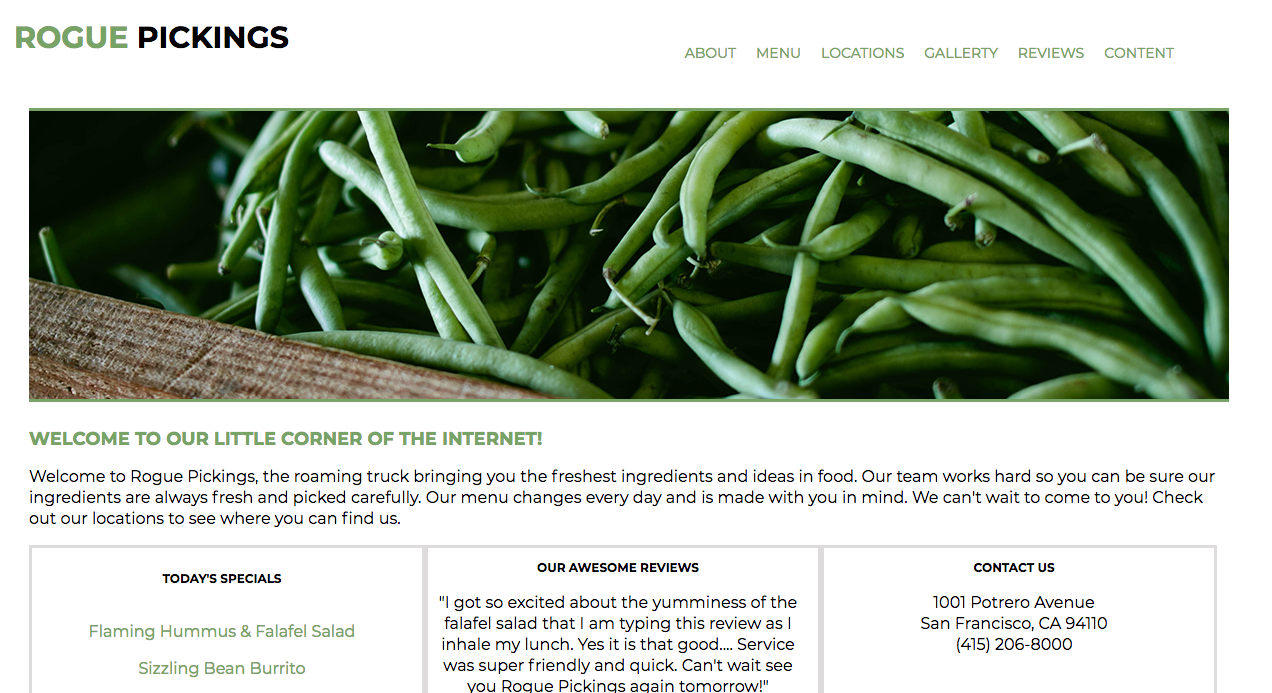 ROGUE PICKINGS
ABOUT MENU LOCATIONS GALLERTY REVIEWS CONTENT
WELCOME TO OUR LITTLE CORNER OF THE INTERNET!
Welcome to Rogue Pickings, the roaming truck bringing you the freshest ingredients and ideas in food. Our team works hard so you can be sure our
ingredients are always fresh and picked carefully. Our menu changes every day and is made with you in mind. We can't wait to come to you! Check
out our locations to see where you can find us.
TODAY'S SPECIALS
Flaming Hummus & Falafel Salad
Sizzling Bean Burrito
OUR AWESOME REVIEWS
"I got so excited about the yumminess of the
falafel salad that I am typing this review as I
inhale my lunch. Yes it is that good.... Service
was super friendly and quick. Can't wait see
you Rogue Pickings again tomorrow!"
CONTACT US
1001 Potrero Avenue
San Francisco, CA 94110
(415) 206-8000